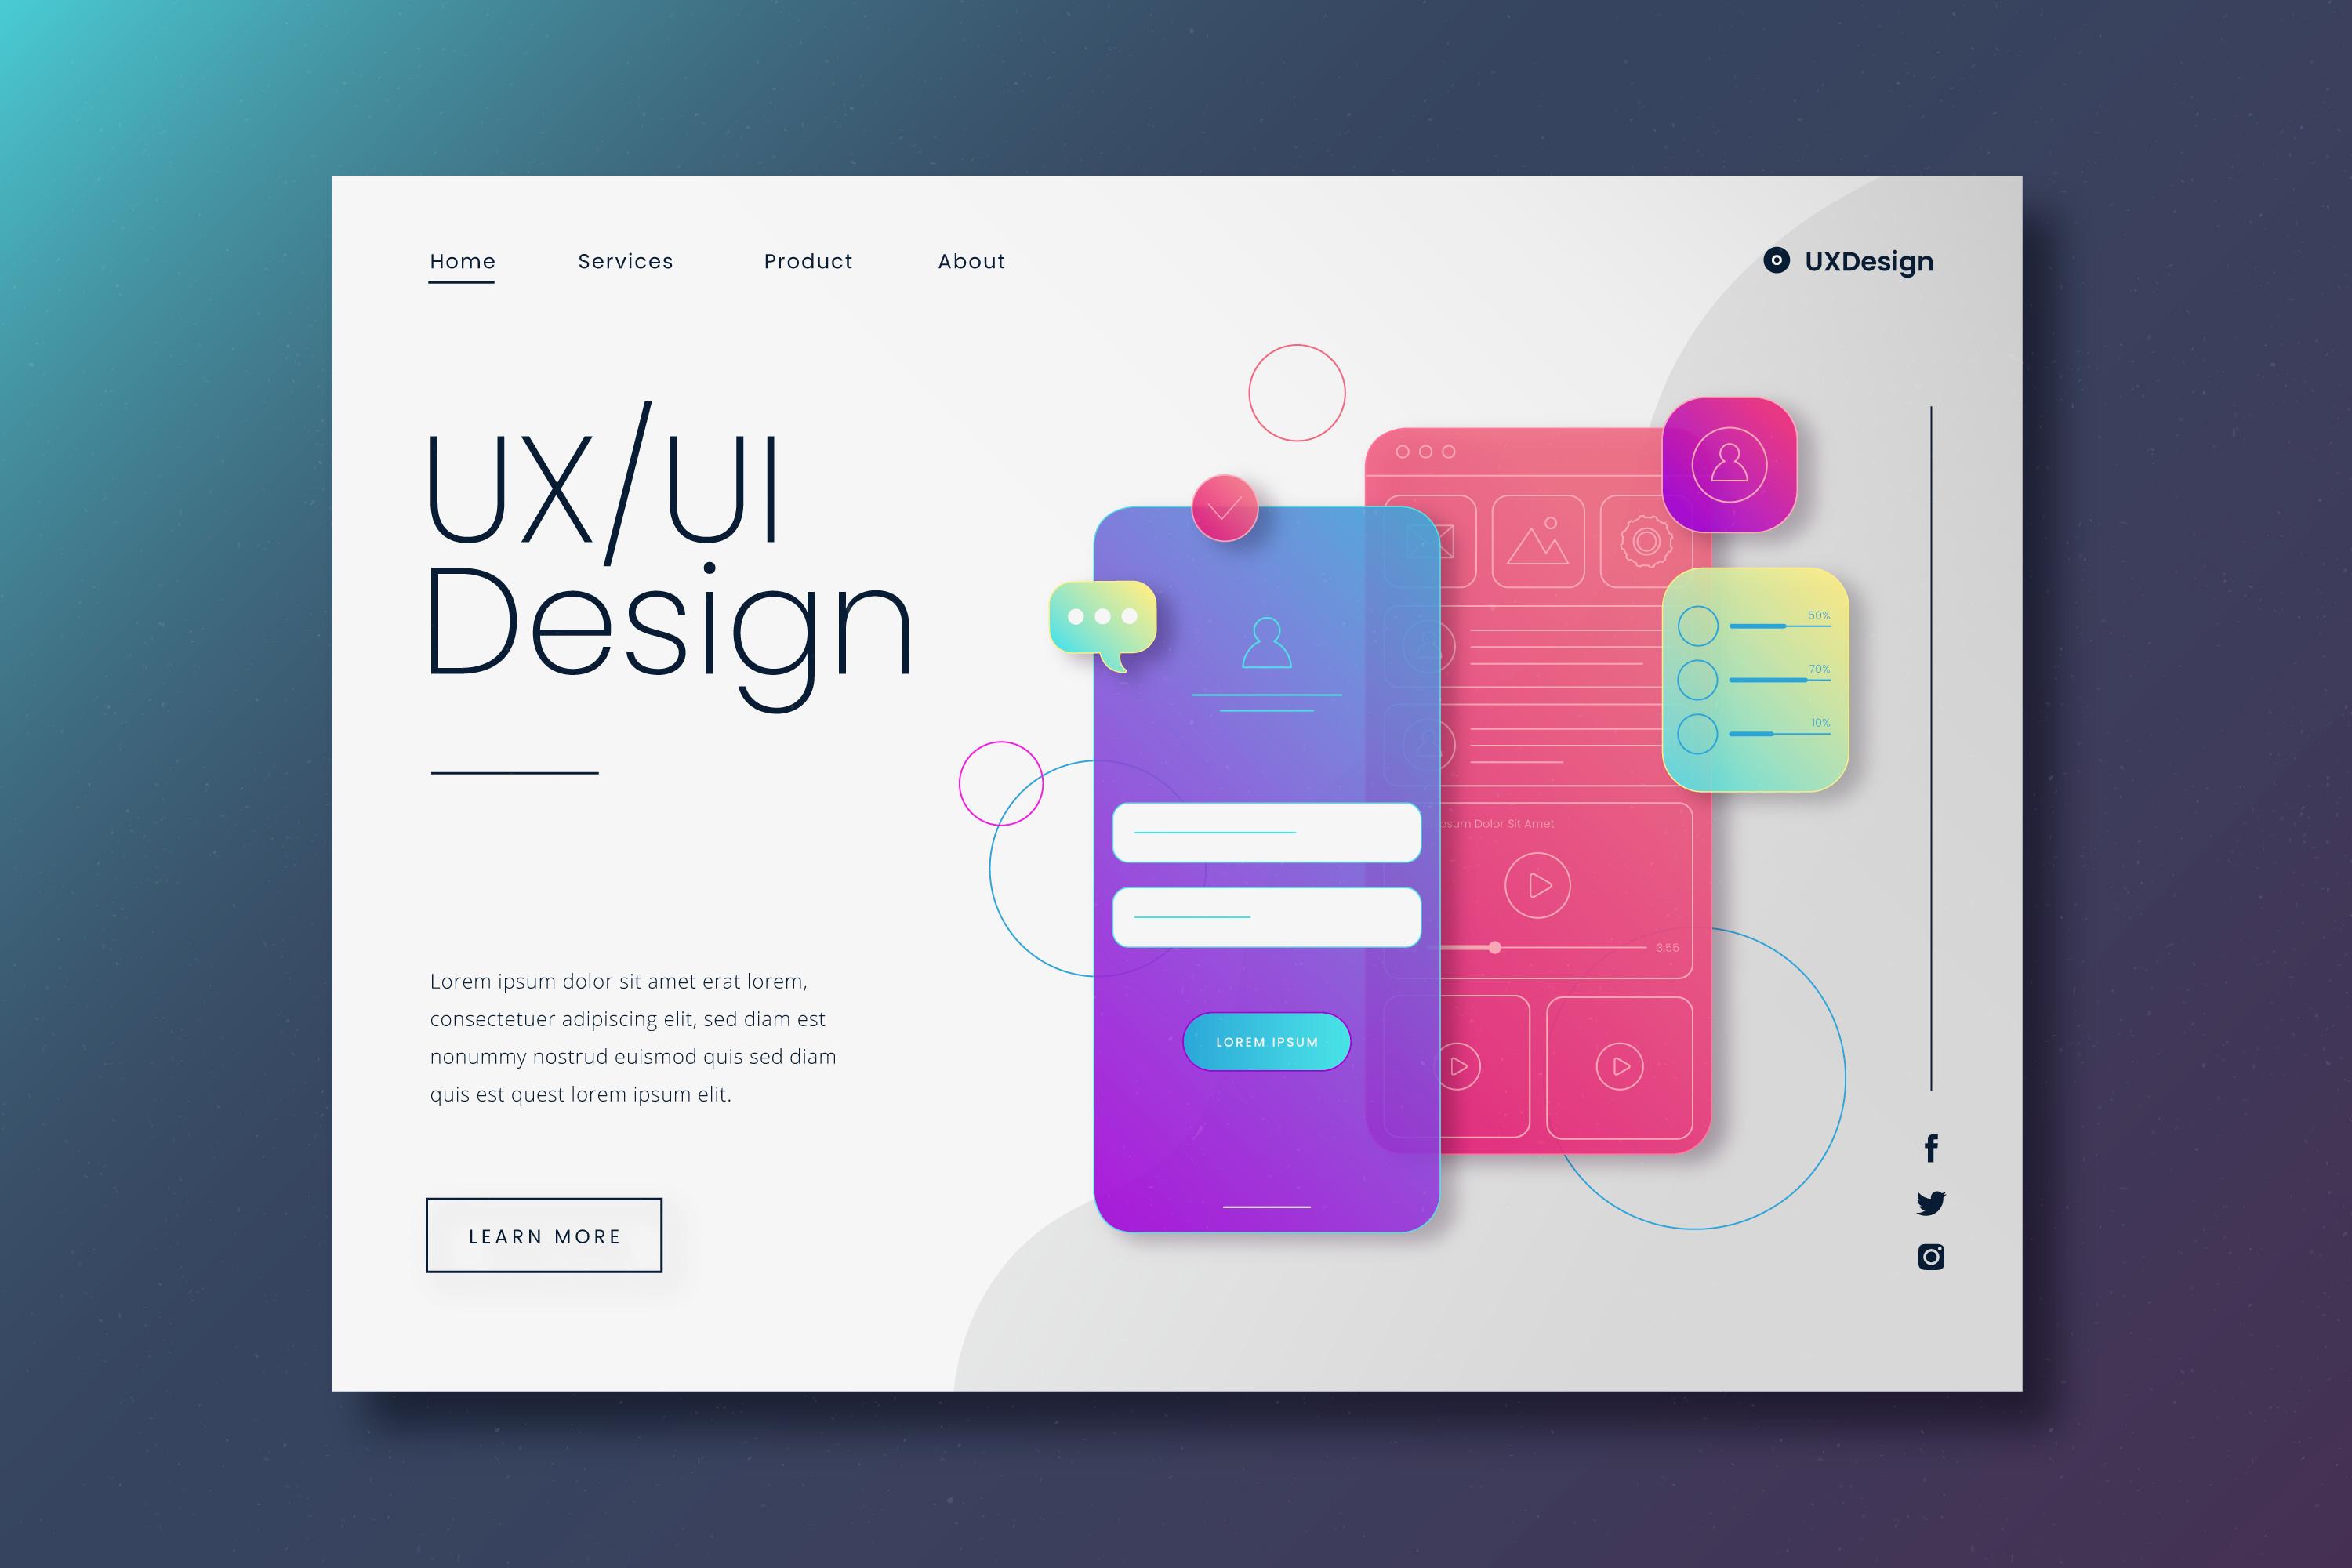 Home Services Product About
UXDesign
UX/UI
Design
Lorem ipsum dolor sit amet erat lorem,
consectetuer adipiscing elit, sed diam est
nonummy nostrud euismod quis sed diam
quis est quest lorem ipsum elit.
LEARN MORE
LOREM IPSUM
Dolor Sit Amet
3:55
50%
70%
10%